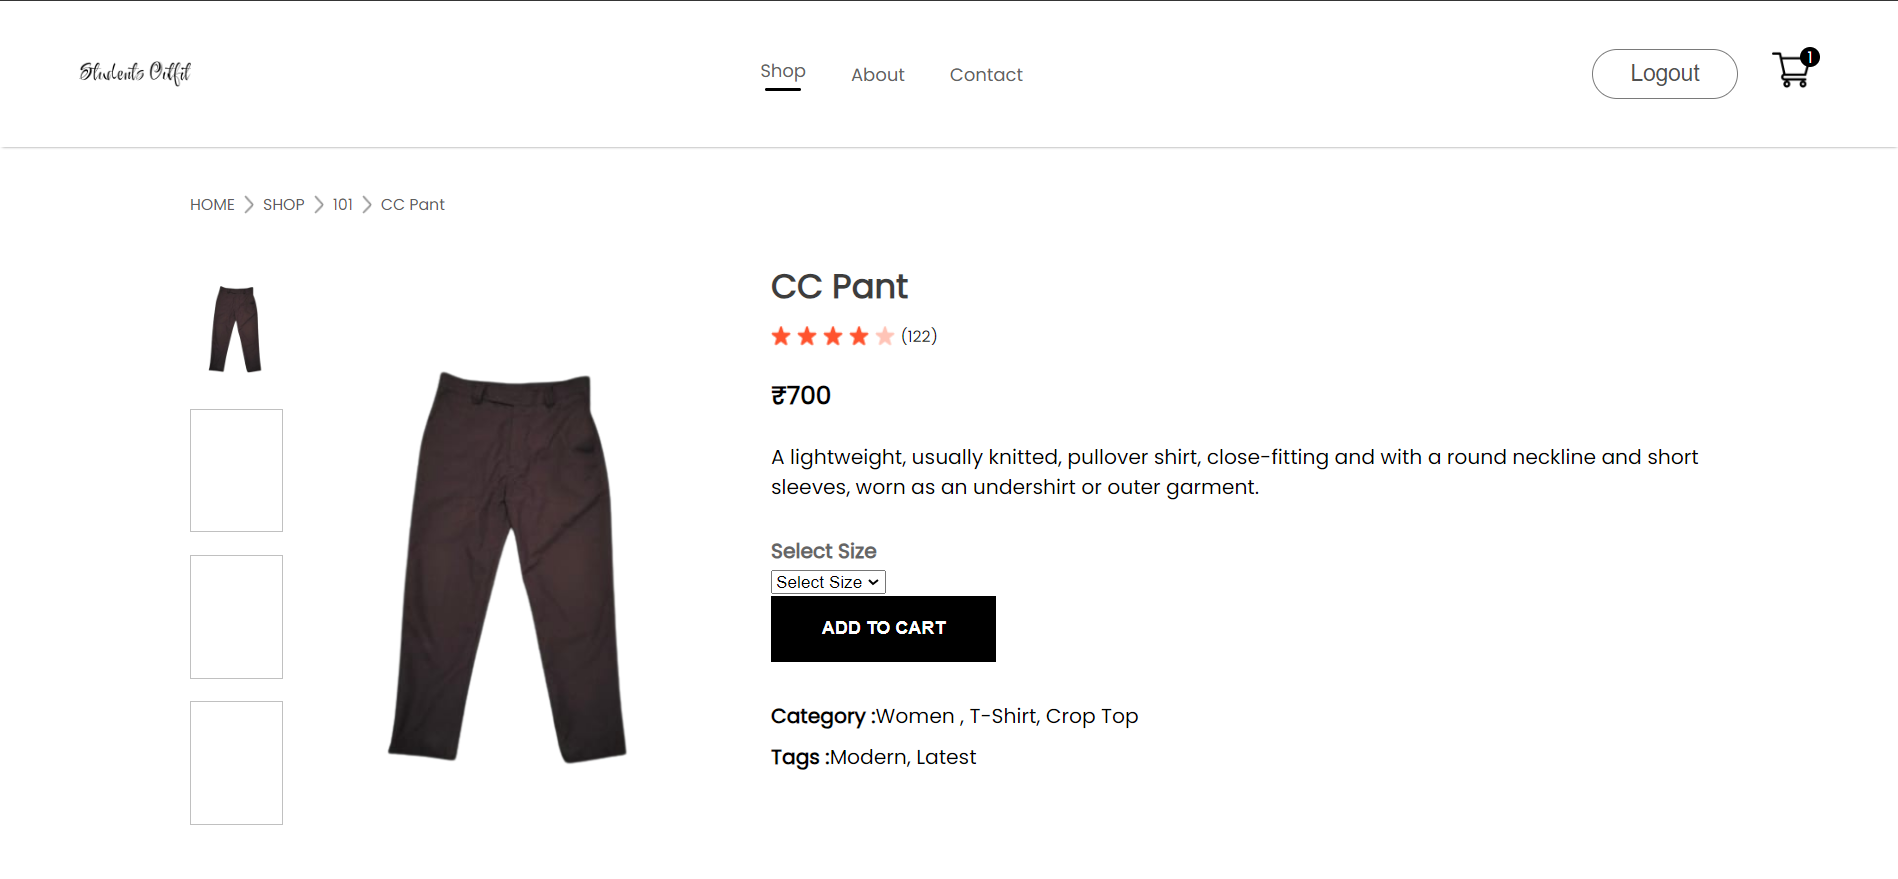 Students Outfit
Shop
About
Contact
Logout
1
HOME SHOP 101 CC Pant
CC Pant
(122)
₹700
A lightweight, usually knitted, pullover shirt, close-fitting and with a round neckline and short
sleeves, worn as an undershirt or outer garment.
Select Size
Select Size
ADD TO CART
Category :Women , T-Shirt, Crop Top
Tags :Modern, Latest